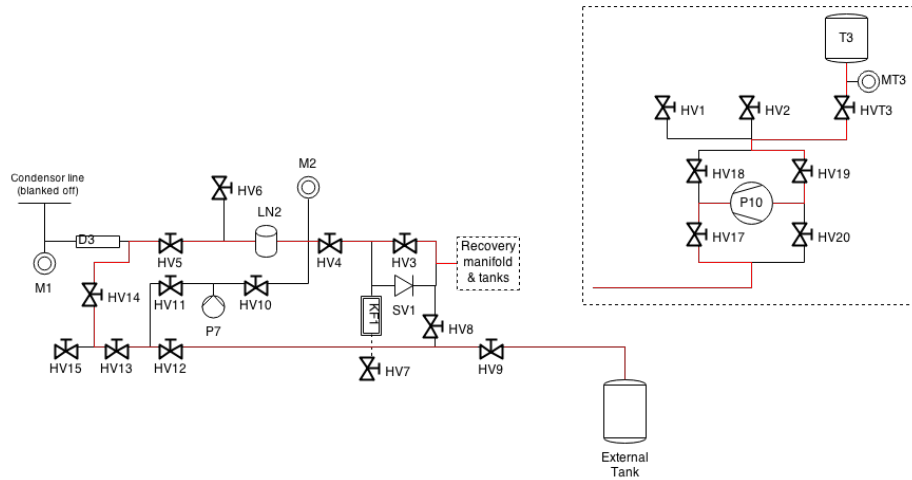 T3
MT3
HV1
HV2
HVT3
M2
Condensor line
(blanked off)
HV6
HV18
HV19
LN2
P10
D3
HV17
HV20
HV5
HV4
HV3
Recovery
manifold
& tanks
M1
HV14
HV11
HV10
KF1
SV1
P7
HV8
HV15
HV13
HV12
HV7
HV9
External
Tank